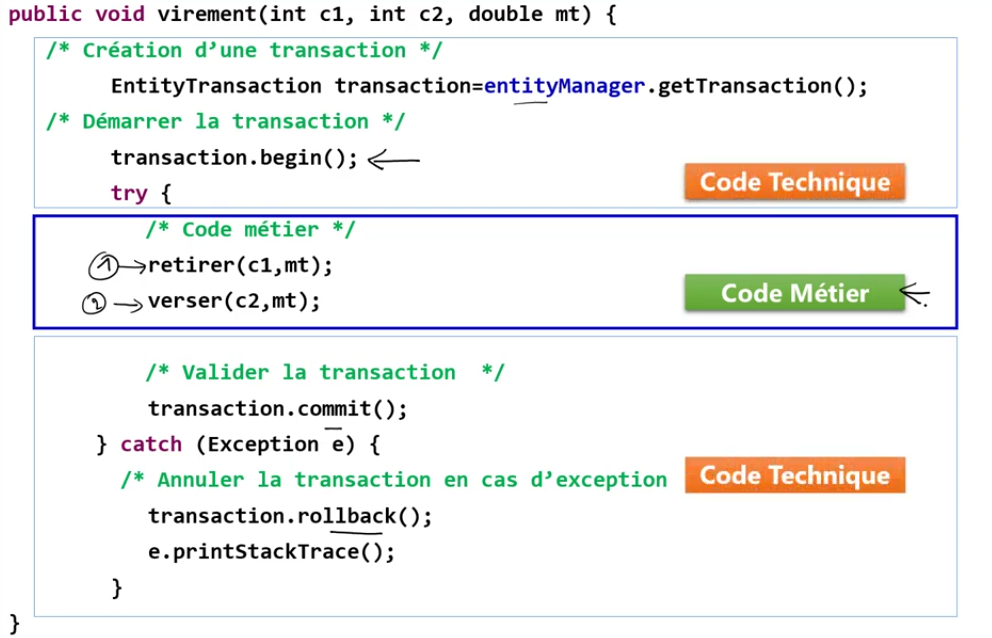 public void virement(int c1, int c2, double mt) {
/* Création d’une transaction */
EntityTransaction transaction=entityManager.getTransaction();
/* Démarrer la transaction */
transaction.begin();
try {
Code Technique
/* Code métier */
1 retirer(c1,mt);
2 verser(c2,mt);
Code Métier
/* Valider la transaction */
transaction.commit();
} catch (Exception e) {
/* Annuler la transaction en cas d’exception
Code Technique
transaction.rollback();
e.printStackTrace();
}
}